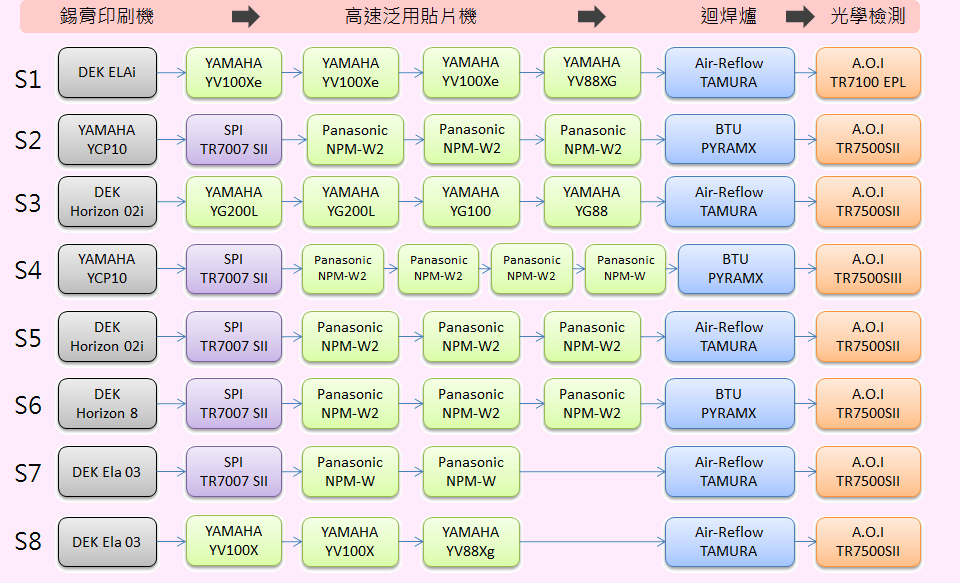 錫膏印刷機 高速泛用貼片機 迴焊爐 光學檢測
S1
DEK ELAi
YAMAHA
YV100Xe
YAMAHA
YV100Xe
YAMAHA
YV100Xe
YAMAHA
YV88XG
Air-Reflow
TAMURA
A.O.I
TR7100 EPL
S2
YAMAHA
YCP10
SPI
TR7007 SII
Panasonic
NPM-W2
Panasonic
NPM-W2
Panasonic
NPM-W2
BTU
PYRAMX
A.O.I
TR7500SII
S3
DEK
Horizon 02i
YAMAHA
YG200L
YAMAHA
YG200L
YAMAHA
YG100
YAMAHA
YG88
Air-Reflow
TAMURA
A.O.I
TR7500SII
S4
YAMAHA
YCP10
SPI
TR7007 SII
Panasonic
NPM-W2
Panasonic
NPM-W2
Panasonic
NPM-W2
Panasonic
NPM-W
BTU
PYRAMX
A.O.I
TR7500SIII
S5
DEK
Horizon 02i
SPI
TR7007 SII
Panasonic
NPM-W2
Panasonic
NPM-W2
Panasonic
NPM-W2
Air-Reflow
TAMURA
A.O.I
TR7500SII
S6
DEK
Horizon 8
SPI
TR7007 SII
Panasonic
NPM-W2
Panasonic
NPM-W2
Panasonic
NPM-W2
BTU
PYRAMX
A.O.I
TR7500SII
S7
DEK Ela 03
SPI
TR7007 SII
Panasonic
NPM-W
Panasonic
NPM-W
Air-Reflow
TAMURA
A.O.I
TR7500SII
S8
DEK Ela 03
YAMAHA
YV100X
YAMAHA
YV100X
YAMAHA
YV88Xg
Air-Reflow
TAMURA
A.O.I
TR7500SII